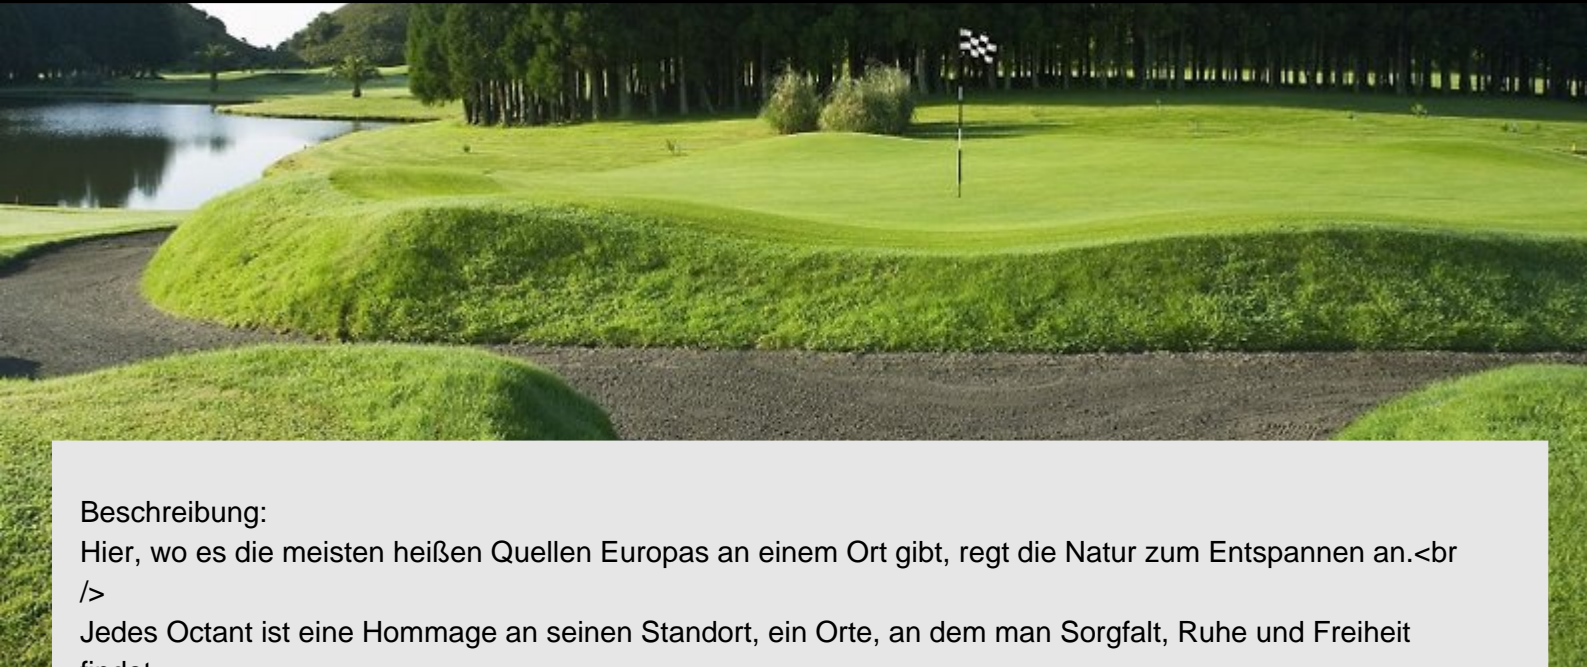 Beschreibung:
Hier, wo es die meisten heißen Quellen Europas an einem Ort gibt, regt die Natur zum Entspannen an.<br
/>
Jedes Octant ist eine Hommage an seinen Standort, ein Orte, an dem man Sorgfalt, Ruhe und Freiheit